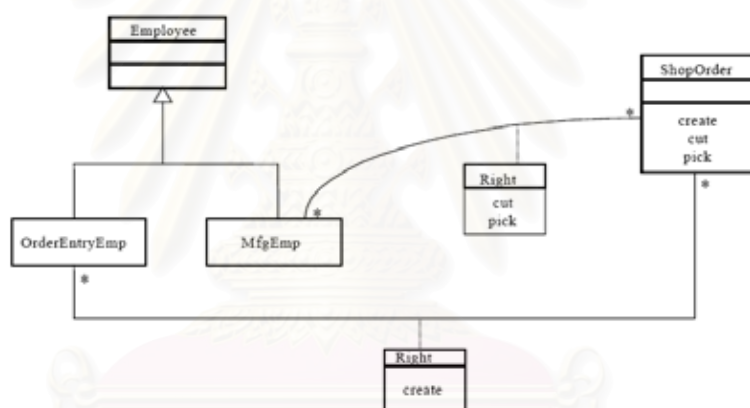 Employee
ShopOrder
*
create
cut
pick
Right
cut
pick
*
*
OrderEntryEmp
MfgEmp
*
Right
create